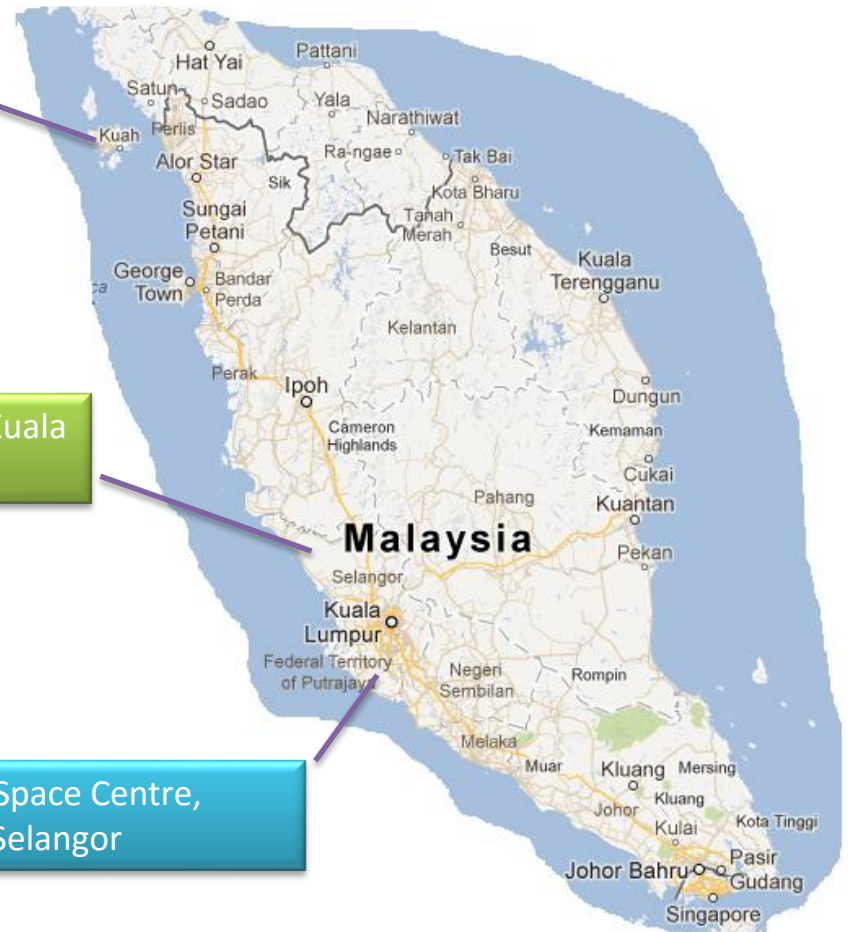 Pattani
Hat Yai
Satun
Sadao
Yala
Narathiwat
Kuah
Perlis
Ra-ngae
Tak Bai
Alor Star
Sik
Kota Bharu
Sungai
Petani
Tanah
Merah
Besut
Kuala
Terengganu
George
Town
Bandar
Perda
Kelantan
Perak
Ipoh
Dungun
Kuala
Cameron
Highlands
Kemaman
Cukai
Pahang
Kuantan
Malaysia
Pekan
Selangor
Kuala
Lumpur
Federal Territory
of Putrajaya
Negeri
Sembilan
Rompin
Melaka
Space Centre,
Selangor
Muar
Kluang
Mersing
Kluang
Johor
Kota Tinggi
Kulai
Johor Bahru
Pasir
Gudang
Singapore